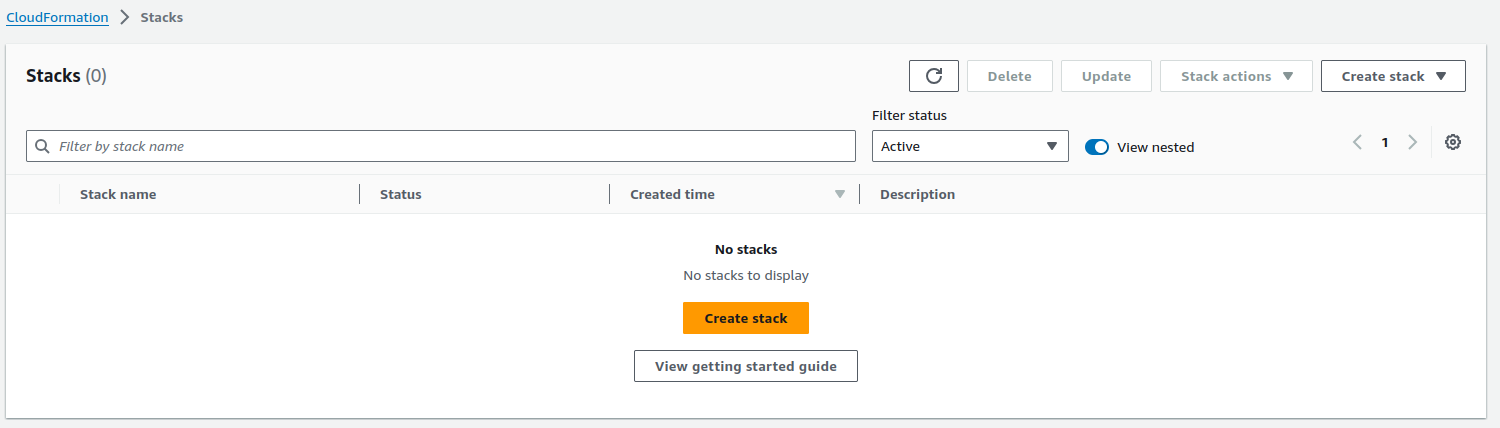 CloudFormation > Stacks
Stacks (0)
Delete
Update
Stack actions
Create stack
Filter status
Filter by stack name
Active
View nested
1
Stack name
Status
Created time
Description
No stacks
No stacks to display
Create stack
View getting started guide